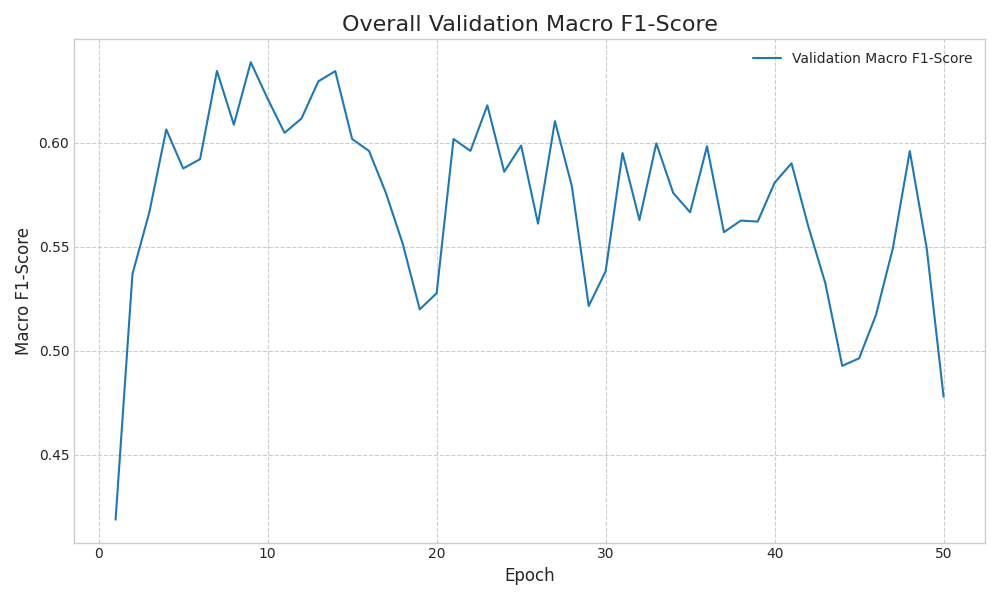 Overall Validation Macro F1-Score
Validation Macro F1-Score
Macro F1-Score
0.60
0.55
0.50
0.45
0 10 20 30 40 50
Epoch